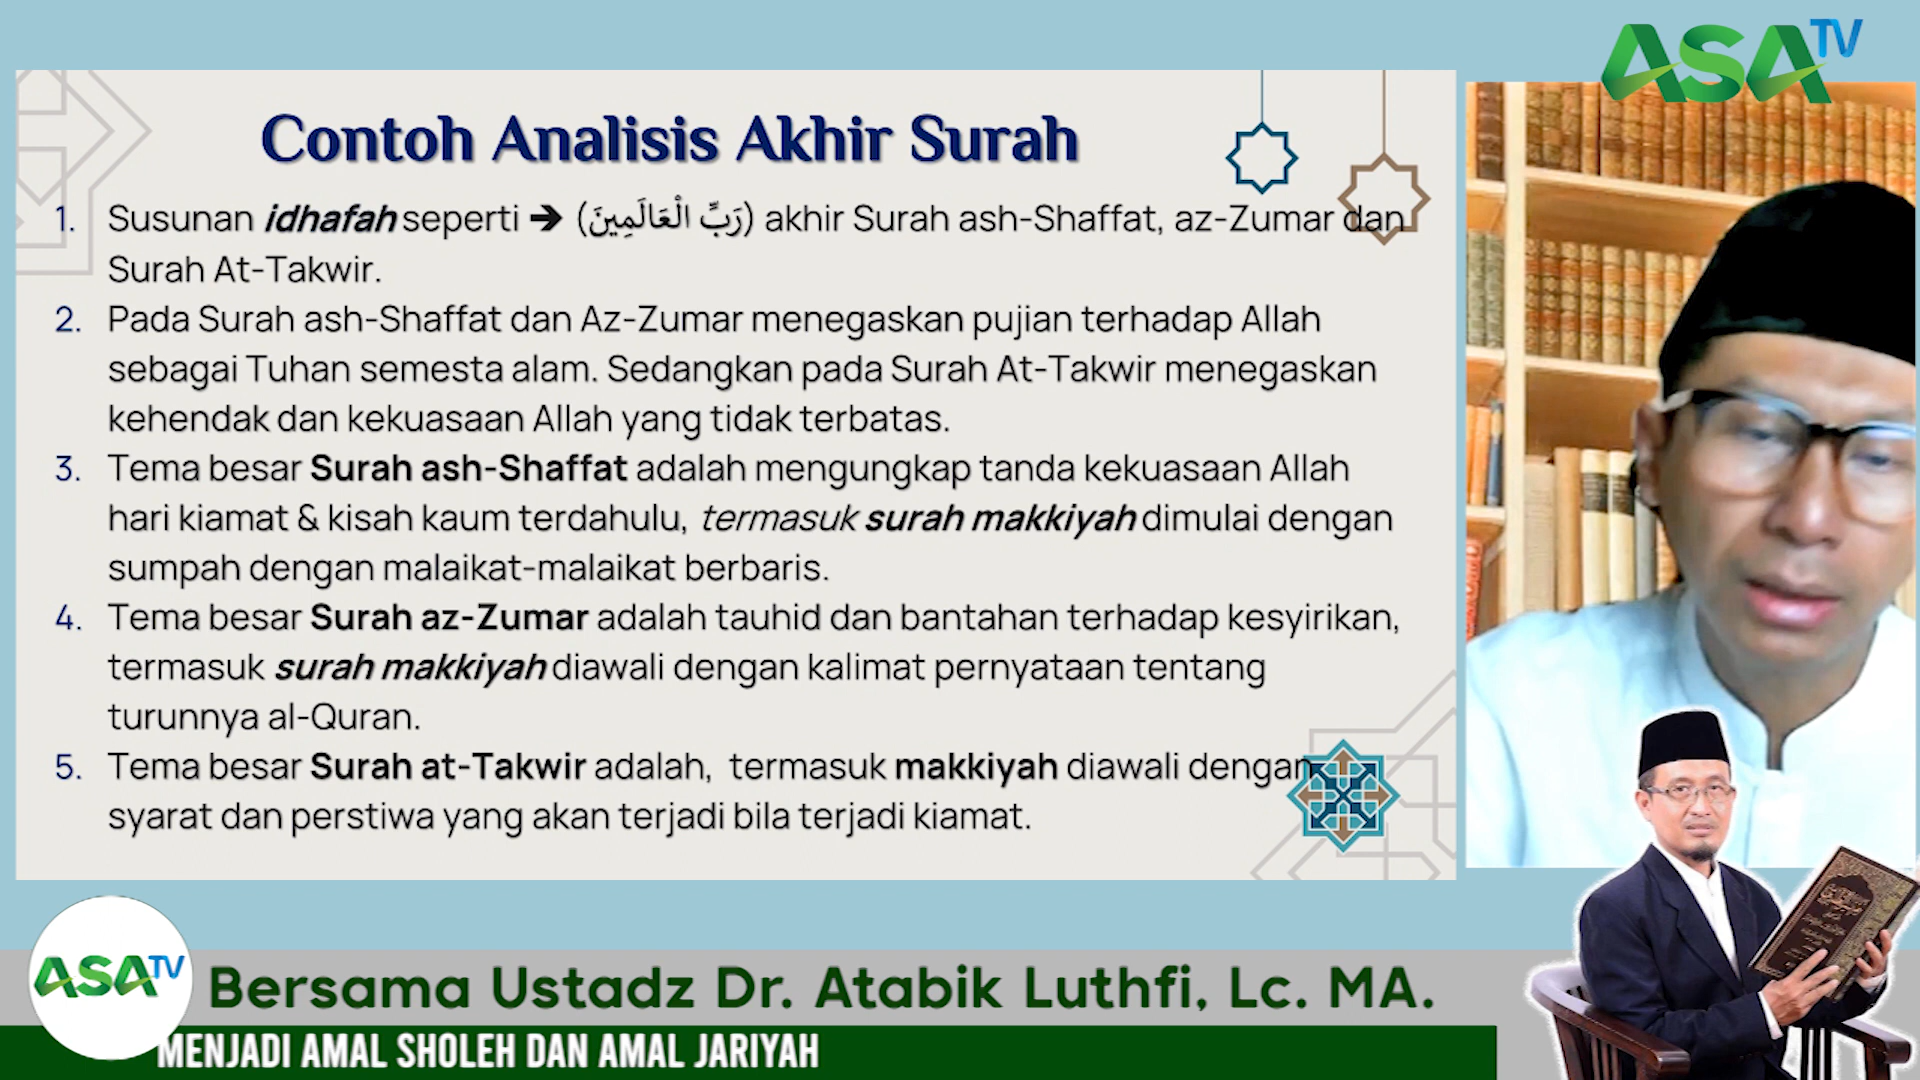 ASA TV
Contoh Analisis Akhir Surah
1. Susunan idhafah seperti ➔ (رَبِّ الْعَالَمِينَ) akhir Surah ash-Shaffat, az-Zumar dan
Surah At-Takwir.
2. Pada Surah ash-Shaffat dan Az-Zumar menegaskan pujian terhadap Allah
sebagai Tuhan semesta alam. Sedangkan pada Surah At-Takwir menegaskan
kehendak dan kekuasaan Allah yang tidak terbatas.
3. Tema besar Surah ash-Shaffat adalah mengungkap tanda kekuasaan Allah
hari kiamat & kisah kaum terdahulu, termasuk surah makkiyah dimulai dengan
sumpah dengan malaikat-malaikat berbaris.
4. Tema besar Surah az-Zumar adalah tauhid dan bantahan terhadap kesyirikan,
termasuk surah makkiyah diawali dengan kalimat pernyataan tentang
turunnya al-Quran.
5. Tema besar Surah at-Takwir adalah, termasuk makkiyah diawali dengan
syarat dan perstiwa yang akan terjadi bila terjadi kiamat.
ASA TV
Bersama Ustadz Dr. Atabik Luthfi, Lc. MA.
MENJADI AMAL SHOLEH DAN AMAL JARIYAH